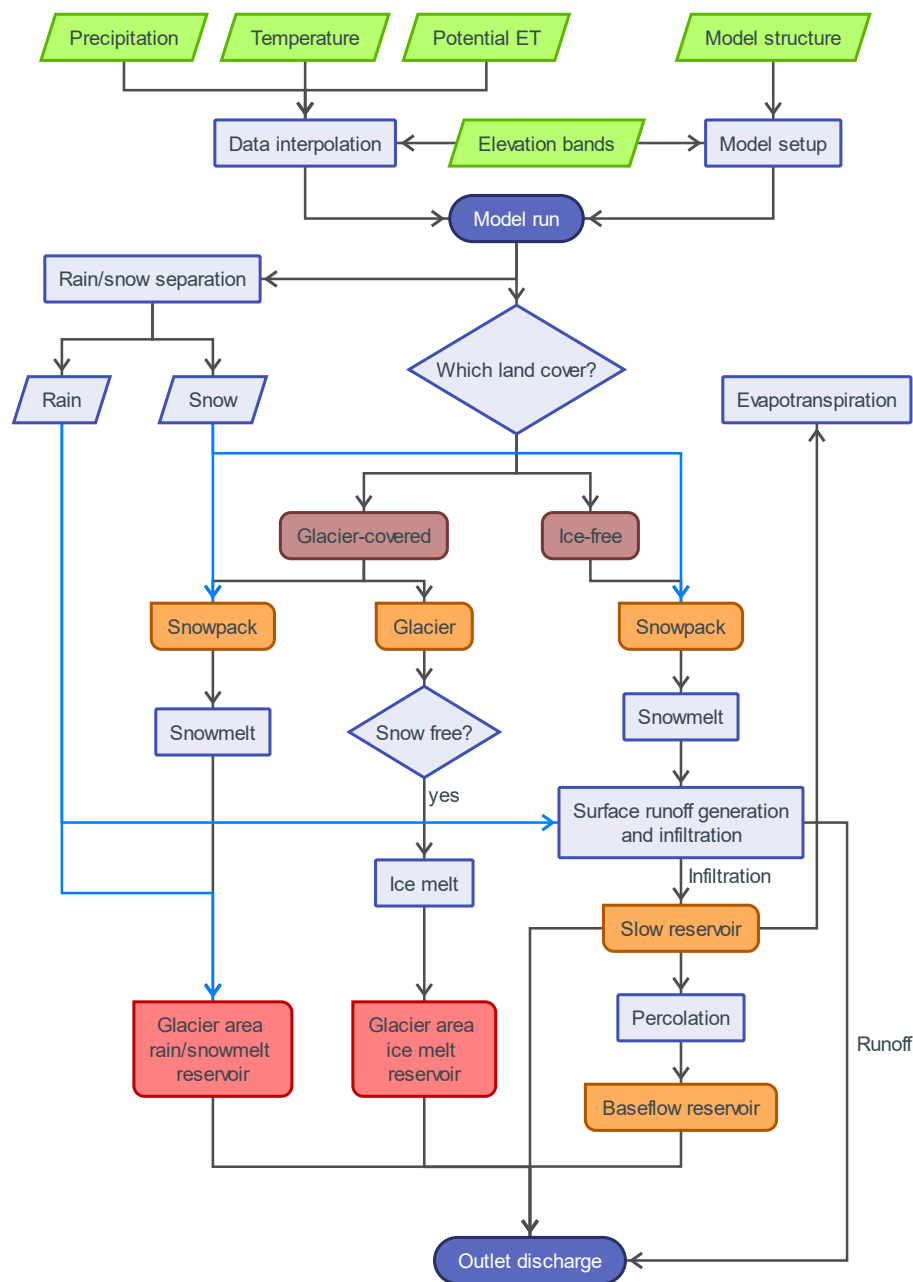 Precipitation
Temperature
Potential ET
Model structure
Data interpolation
Elevation bands
Model setup
Model run
Rain/snow separation
Which land cover?
Rain
Snow
Evapotranspiration
Glacier-covered
Ice-free
Snowpack
Glacier
Snowpack
Snowmelt
Snow free?
Snowmelt
yes
Surface runoff generation
and infiltration
Ice melt
Infiltration
Slow reservoir
Glacier area
rain/snowmelt
reservoir
Glacier area
ice melt
reservoir
Percolation
Runoff
Baseflow reservoir
Outlet discharge